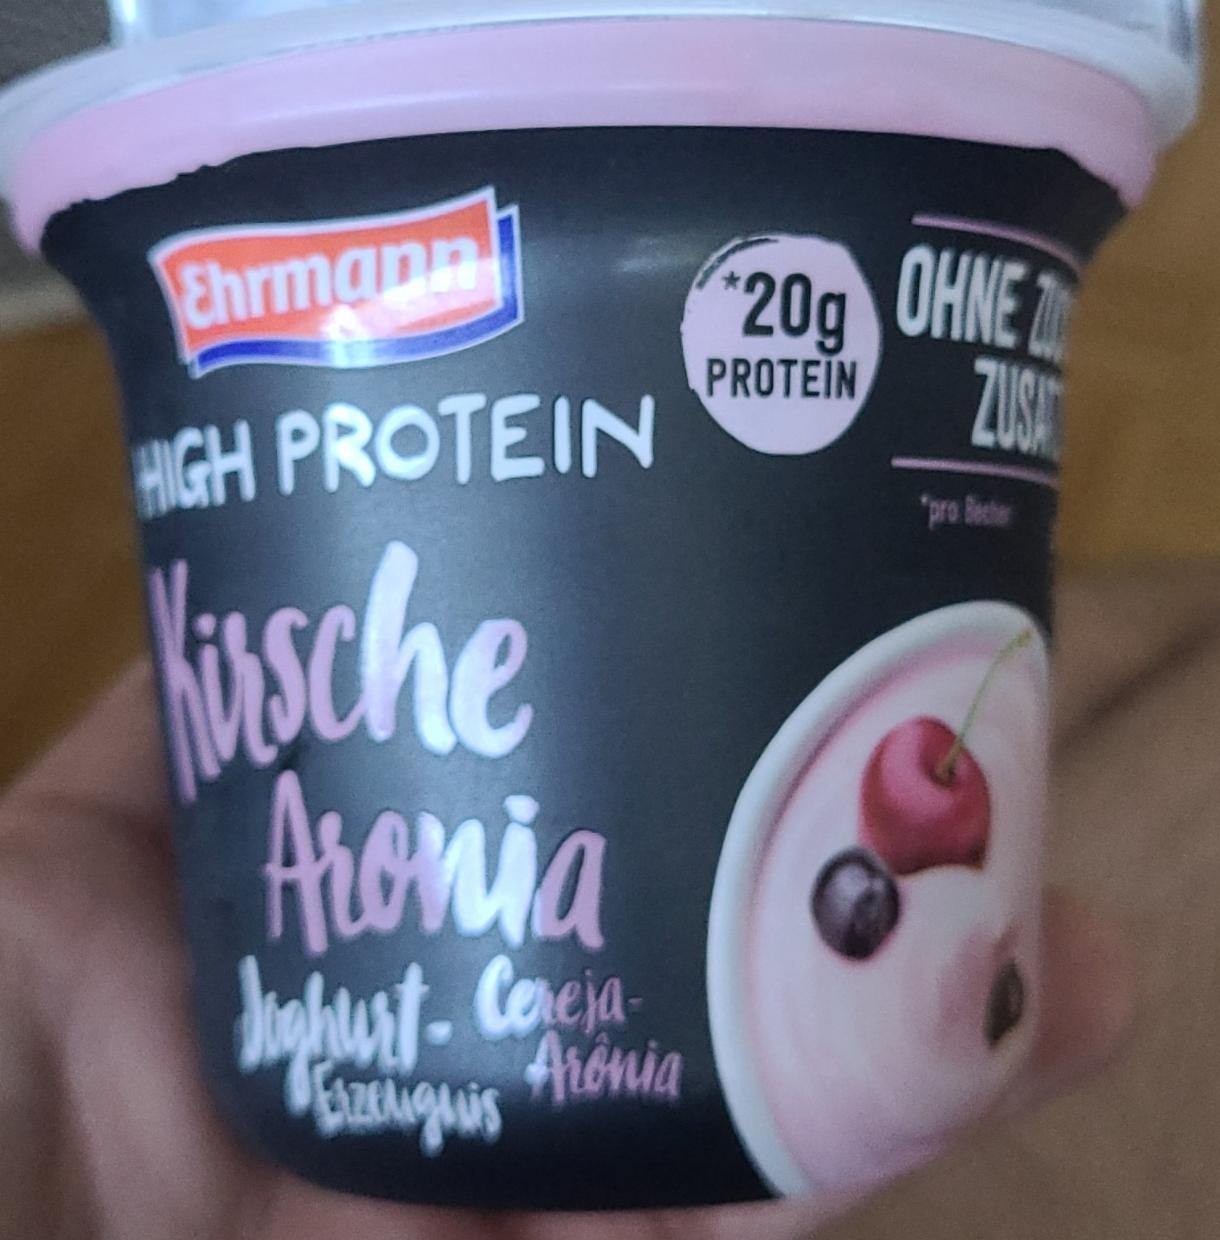 Ehrmann
HIGH PROTEIN
*20g
PROTEIN
OHNE
*pro Becher
Kirsche
Aronia
Joghurt-
Erzeugnis
Cereja-
Arônia